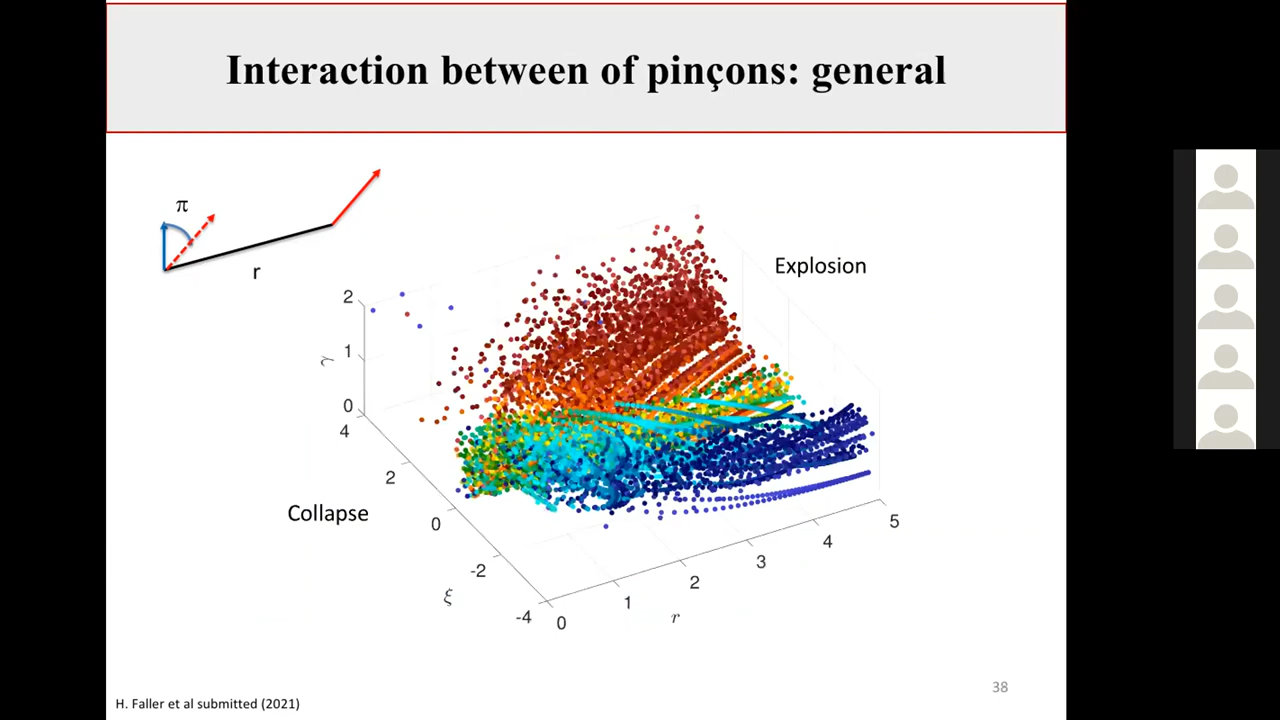 Interaction between of pinçons: general
π
r
Explosion
2
1
0
γ
4
2
0
-2
-4
ξ
Collapse
0
1
2
3
4
5
r
38
H. Faller et al submitted (2021)